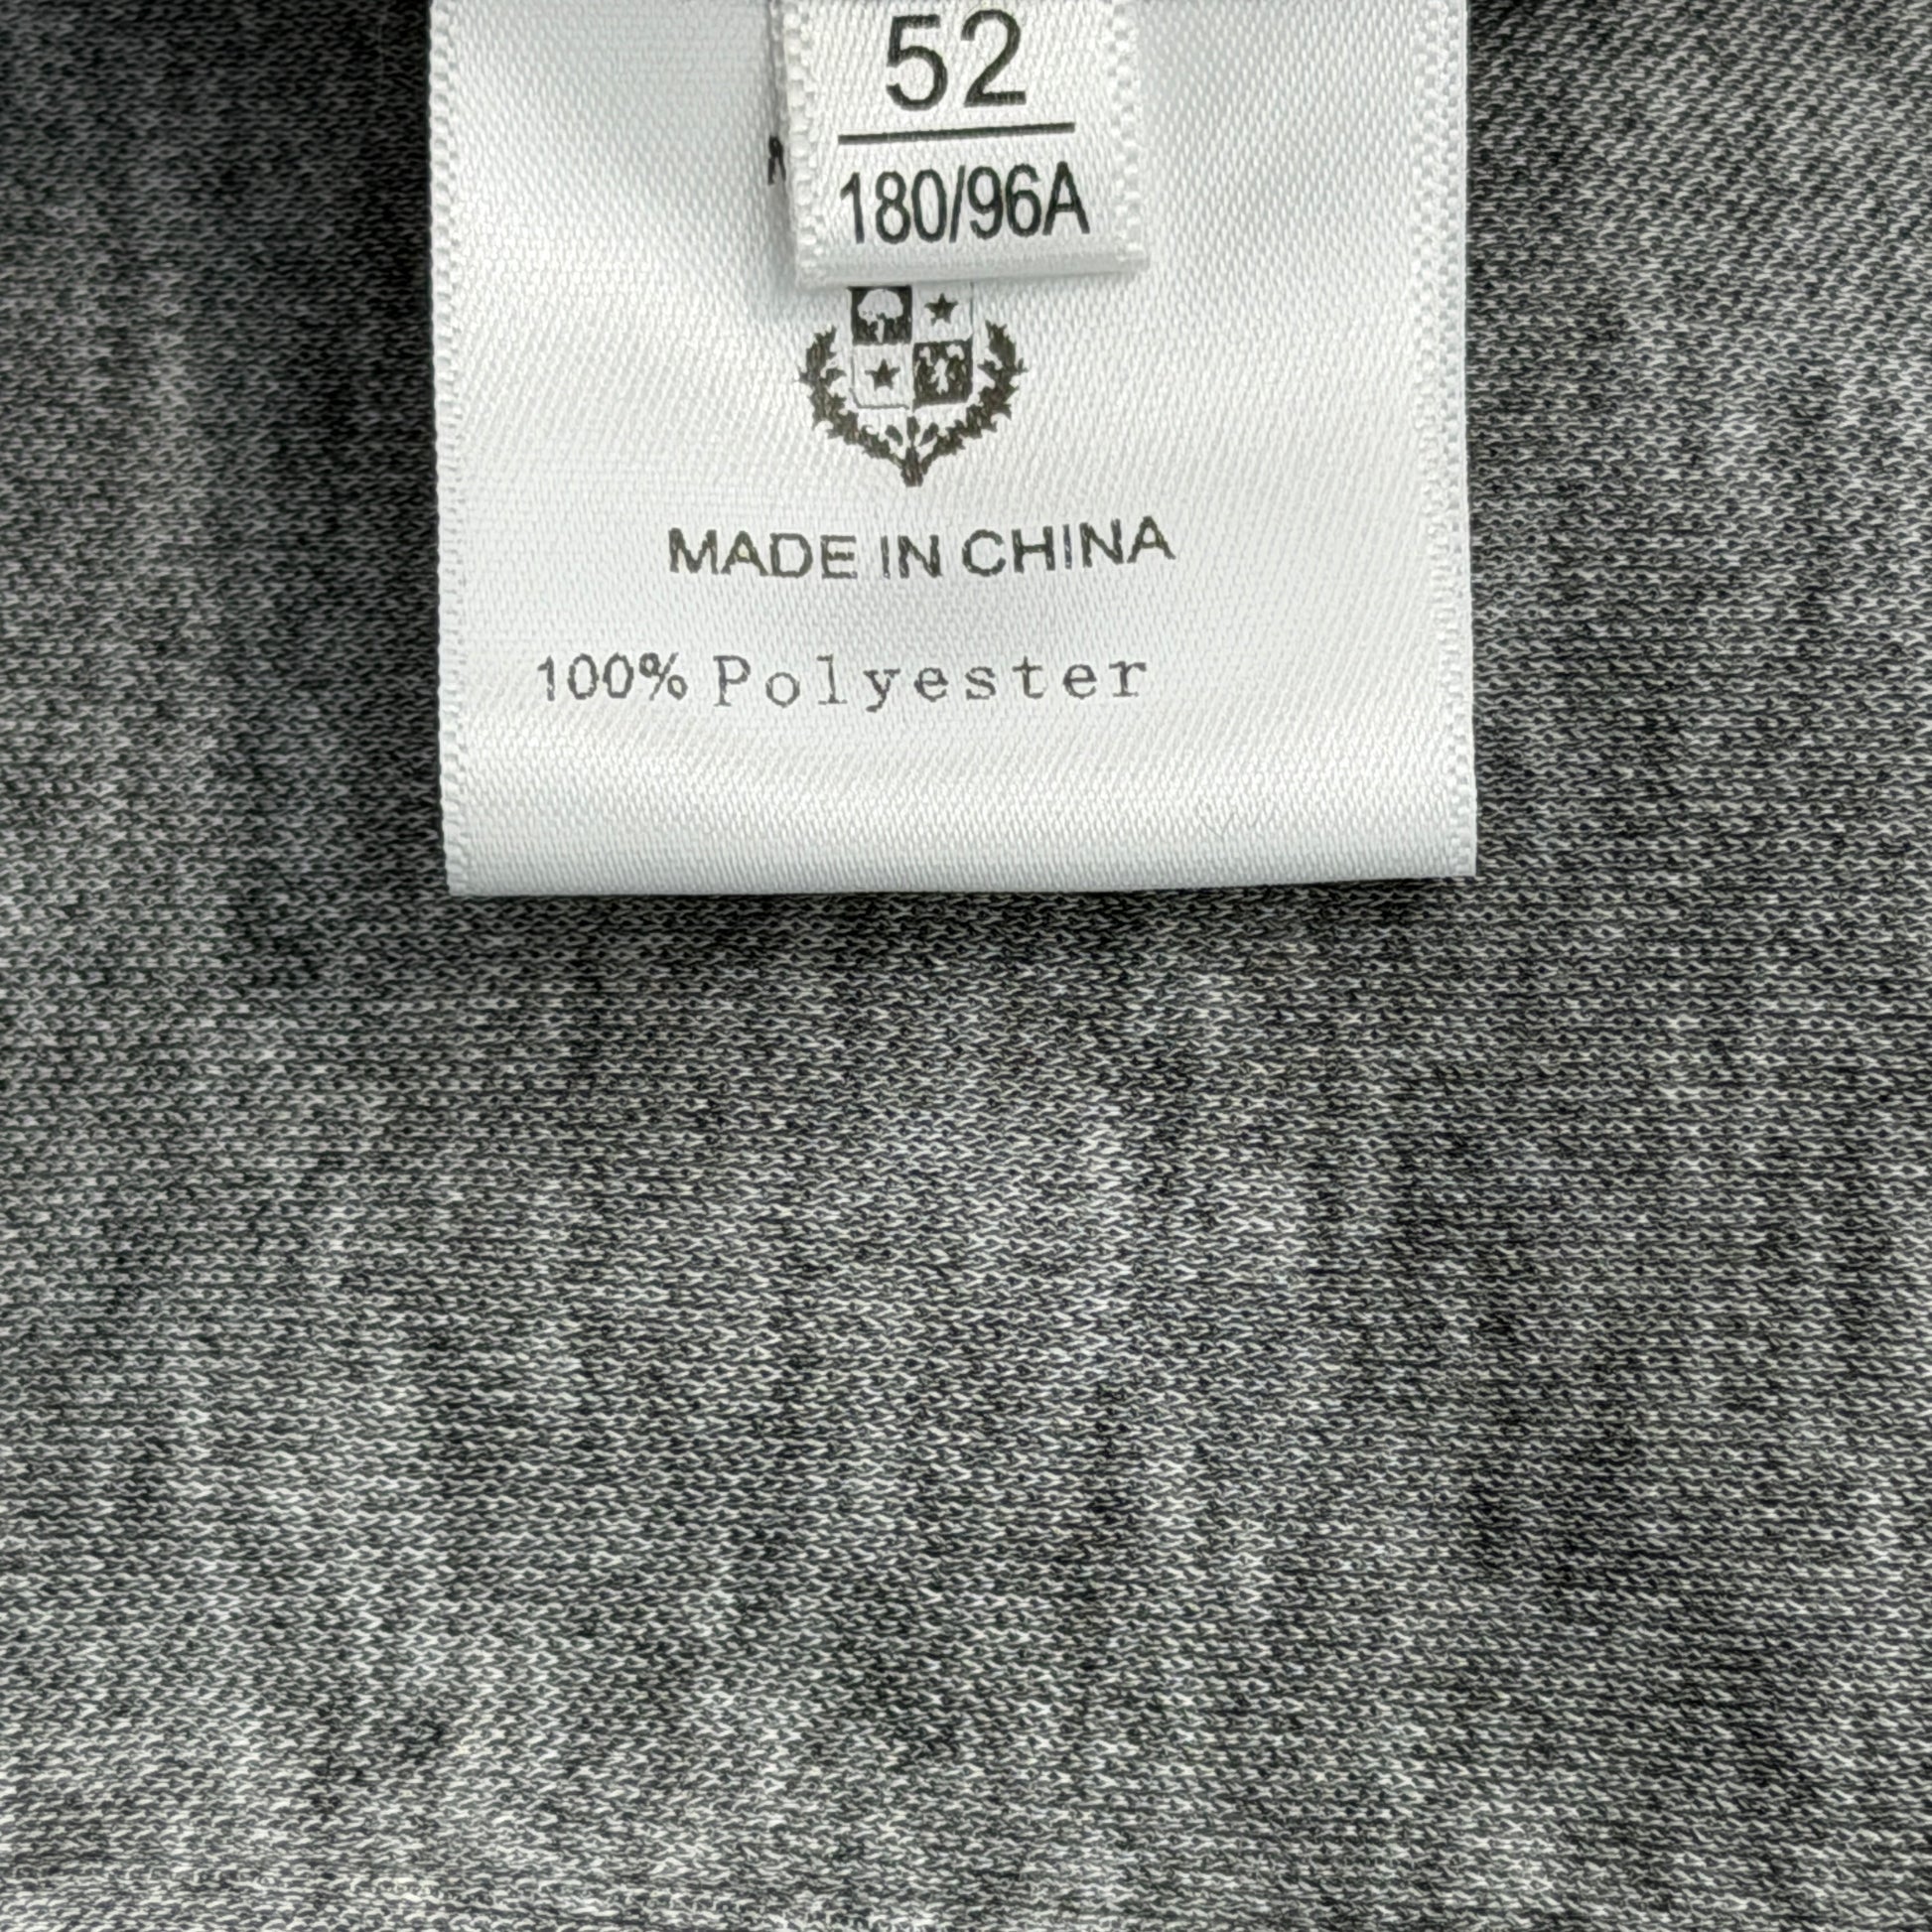 52
180/96A
MADE IN CHINA
100% Polyester